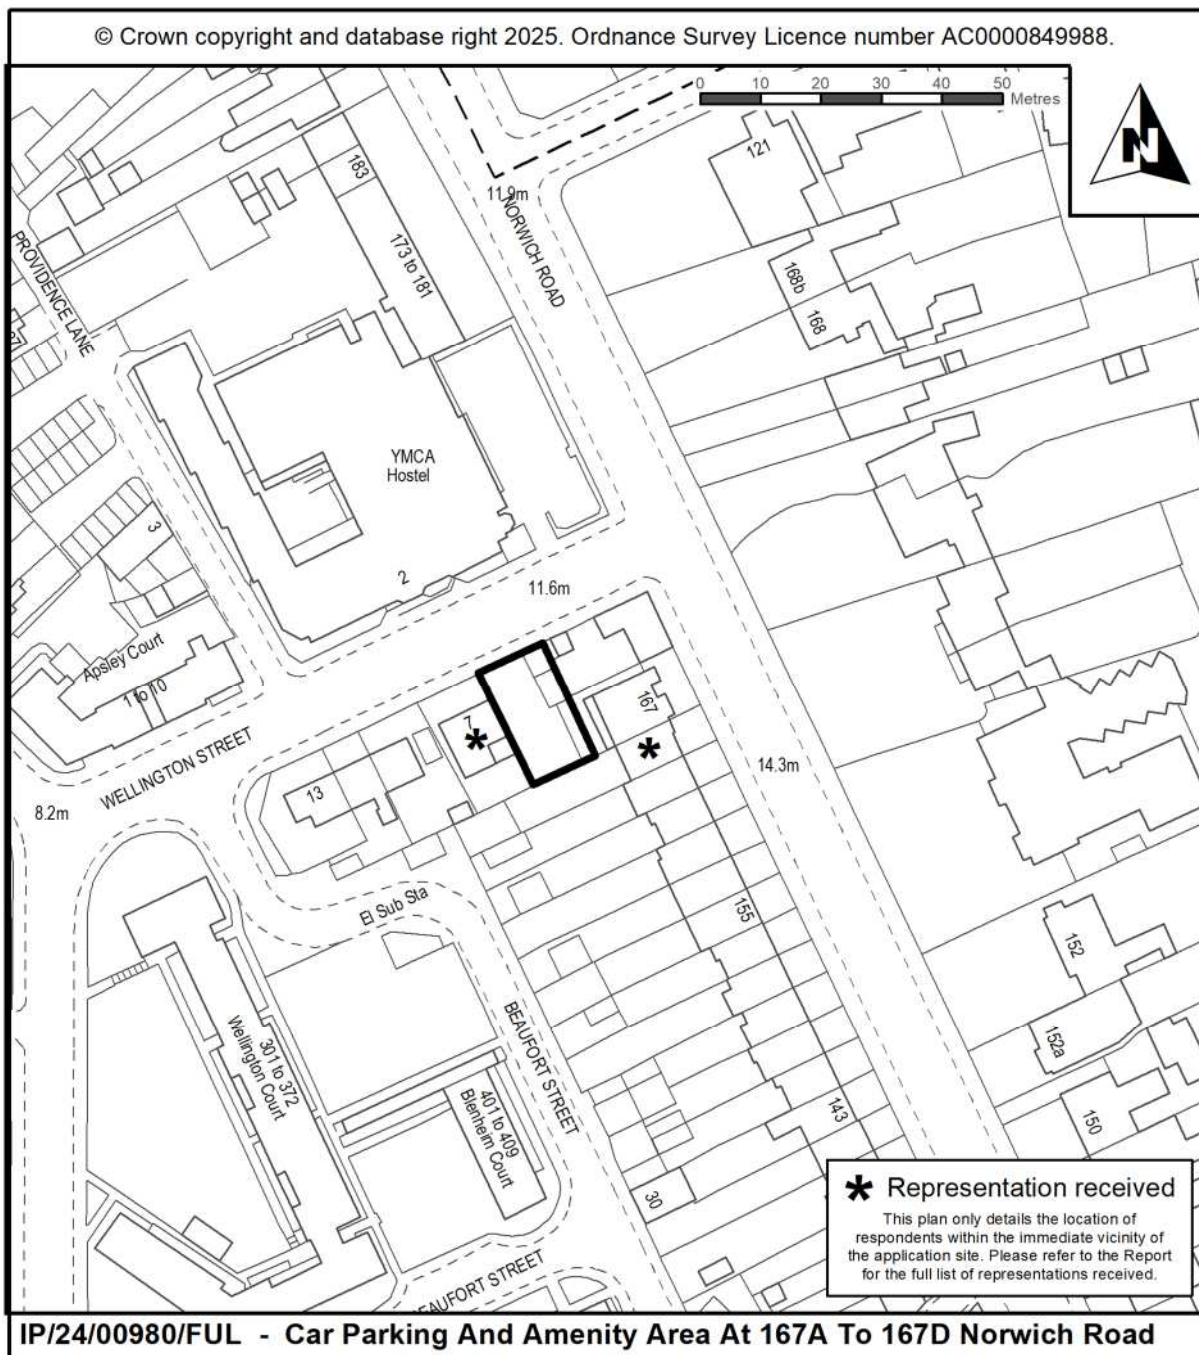 © Crown copyright and database right 2025. Ordnance Survey Licence number AC0000849988.
0 10 20 30 40 50
Metres
N
121
183
11.9m
NORWICH ROAD
173 to 181
PROVIDENCE LANE
168b
168
YMCA
Hostel
3
2
11.6m
Apsley Court
1 to 10
7
167
WELLINGTON STREET
13
14.3m
8.2m
El Sub Sta
155
152
BEAUFORT STREET
301 to 372
Wellington Court
152a
401 to 409
Blenheim Court
143
150
30
BEAUFORT STREET
* Representation received
This plan only details the location of
respondents within the immediate vicinity of
the application site. Please refer to the Report
for the full list of representations received.
IP/24/00980/FUL - Car Parking And Amenity Area At 167A To 167D Norwich Road